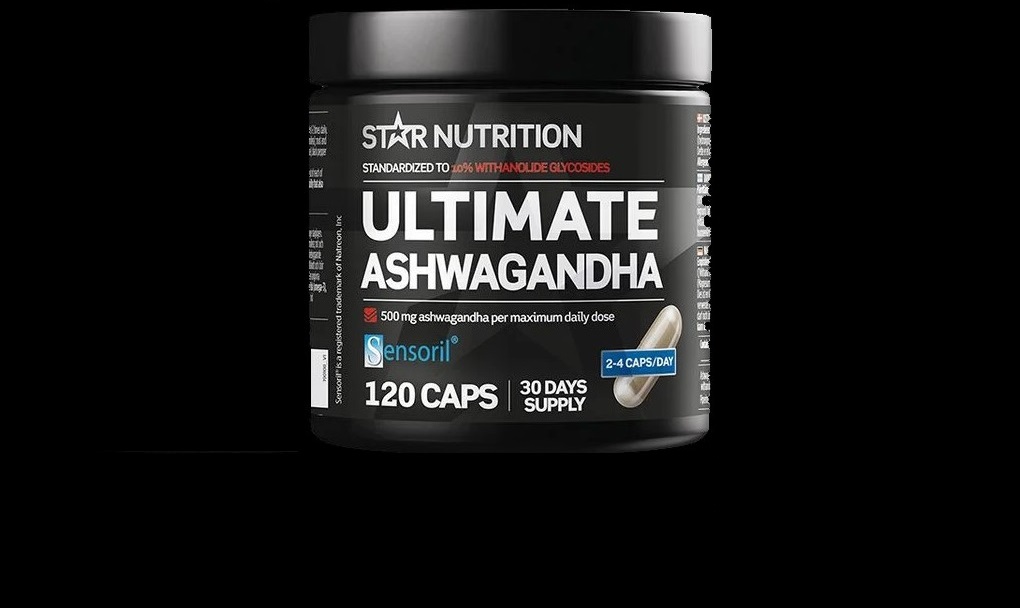 STAR NUTRITION
STANDARDIZED TO 10% WITHANOLIDE GLYCOSIDES
ULTIMATE
ASHWAGANDHA
500 mg ashwagandha per maximum daily dose
Sensoril®
2-4 CAPS/DAY
120 CAPS
30 DAYS
SUPPLY
Sensoril® is a registered trademark of Natreon, Inc